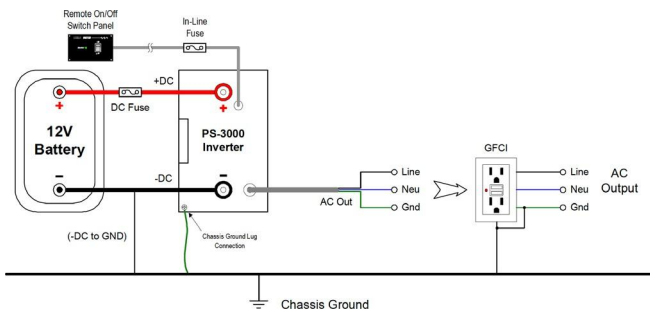 Remote On/Off
Switch Panel
In-Line
Fuse
+DC
+
DC Fuse
+
12V
Battery
PS-3000
Inverter
GFCI
−
-DC
−
Line
Neu
Gnd
AC Out
Line
Neu
Gnd
AC
Output
(-DC to GND)
Chassis Ground Lug
Connection
Chassis Ground